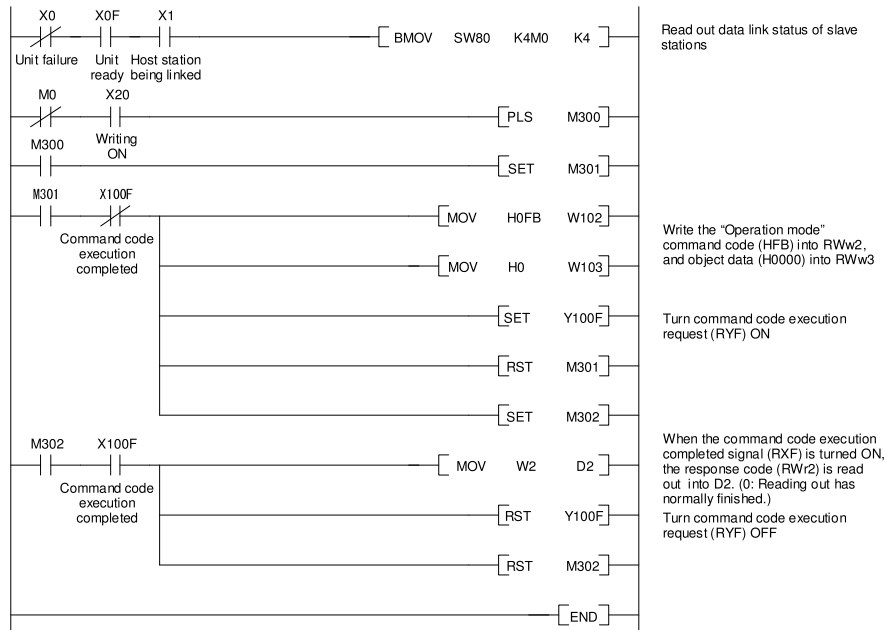 X0 X0F X1
BMOV SW80 K4M0 K4
Read out data link status of slave
stations
Unit failure Unit Host station
ready being linked
M0 X20
PLS M300
Writing
ON
M300
SET M301
M301 X100F
MOV H0FB W102
Command code
execution
completed
Write the “Operation mode”
command code (HFB) into RWw2,
and object data (H0000) into RWw3
MOV H0 W103
SET Y100F
Turn command code execution
request (RYF) ON
RST M301
SET M302
M302 X100F
MOV W2 D2
Command code
execution
completed
When the command code execution
completed signal (RXF) is turned ON,
the response code (RWr2) is read
out into D2. (0: Reading out has
normally finished.)
RST Y100F
Turn command code execution
request (RYF) OFF
RST M302
END